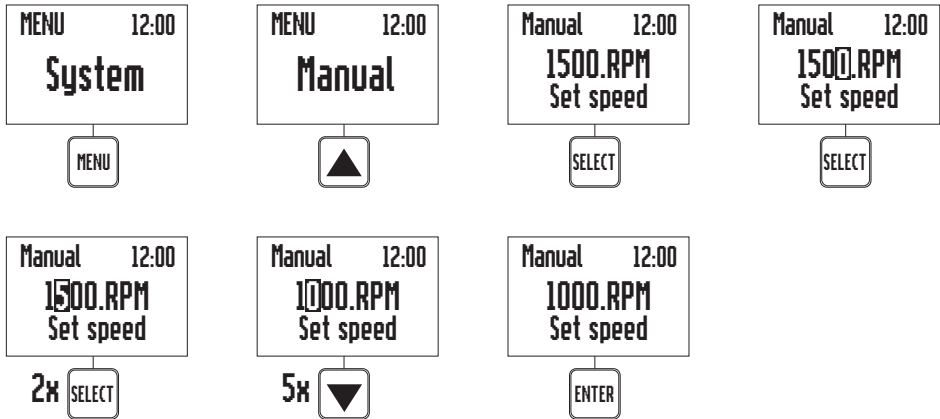 MENU 12:00
System
MENU
MENU 12:00
Manual
Manual 12:00
1500.RPM
Set speed
SELECT
Manual 12:00
1500.RPM
Set speed
SELECT
Manual 12:00
1500.RPM
Set speed
2x SELECT
Manual 12:00
1000.RPM
Set speed
5x
Manual 12:00
1000.RPM
Set speed
ENTER